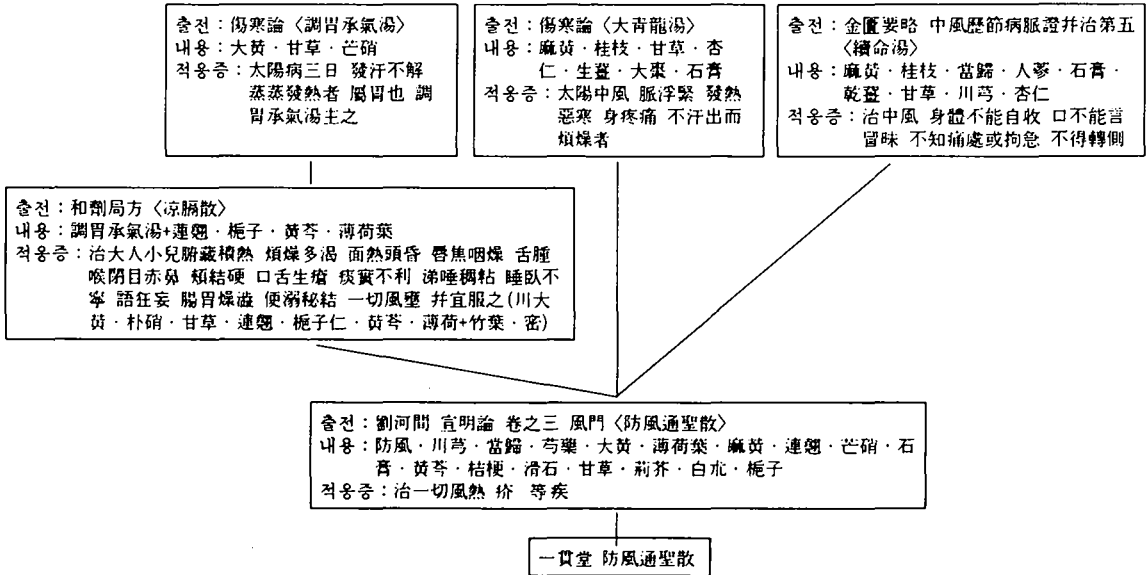 출전 : 傷寒論 〈調胃承氣湯〉
내용 : 大黃 · 甘草 · 芒硝
적응증 : 太陽病三日 發汗不解
蒸蒸發熱者 屬胃也 調
胃承氣湯主之
출전 : 傷寒論 〈大靑龍湯〉
내용 : 麻黃 · 桂枝 · 甘草 · 杏
仁 · 生薑 · 大棗 · 石膏
적응증 : 太陽中風 脈浮緊 發熱
惡寒 身疼痛 不汗出而
煩燥者
출전 : 金匱要略 中風歷節病脈證幷治第五
〈續命湯〉
내용 : 麻黃 · 桂枝 · 當歸 · 人蔘 · 石膏 ·
乾薑 · 甘草 · 川芎 · 杏仁
적응증 : 治中風 身體不能自收 口不能言
冒昧 不知痛處或拘急 不得轉側
출전 : 和劑局方 〈凉膈散〉
내용 : 調胃承氣湯+蓮翹 · 梔子 · 黃芩 · 薄荷葉
적응증 : 治大人小兒腑藏積熱 煩燥多渴 面熱頭昏 脣焦咽燥 舌腫
喉閉目赤鼻 頰結硬 口舌生瘡 痰實不利 涕唾稠粘 睡臥不
寧 語狂妄 腸胃燥澁 便溺秘結 一切風壅 幷宜服之(川大
黃 · 朴硝 · 甘草 · 連翹 · 梔子仁 · 黃芩 · 薄荷+竹葉 · 密)
출전 : 劉河間 宣明論 卷之三 風門 〈防風通聖散〉
내용 : 防風 · 川芎 · 當歸 · 芍藥 · 大黃 · 薄荷葉 · 麻黃 · 連翹 · 芒硝 · 石
膏 · 黃芩 · 桔梗 · 滑石 · 甘草 · 荊芥 · 白朮 · 梔子
적응증 : 治一切風熱 疥 等疾
一貫堂 防風通聖散